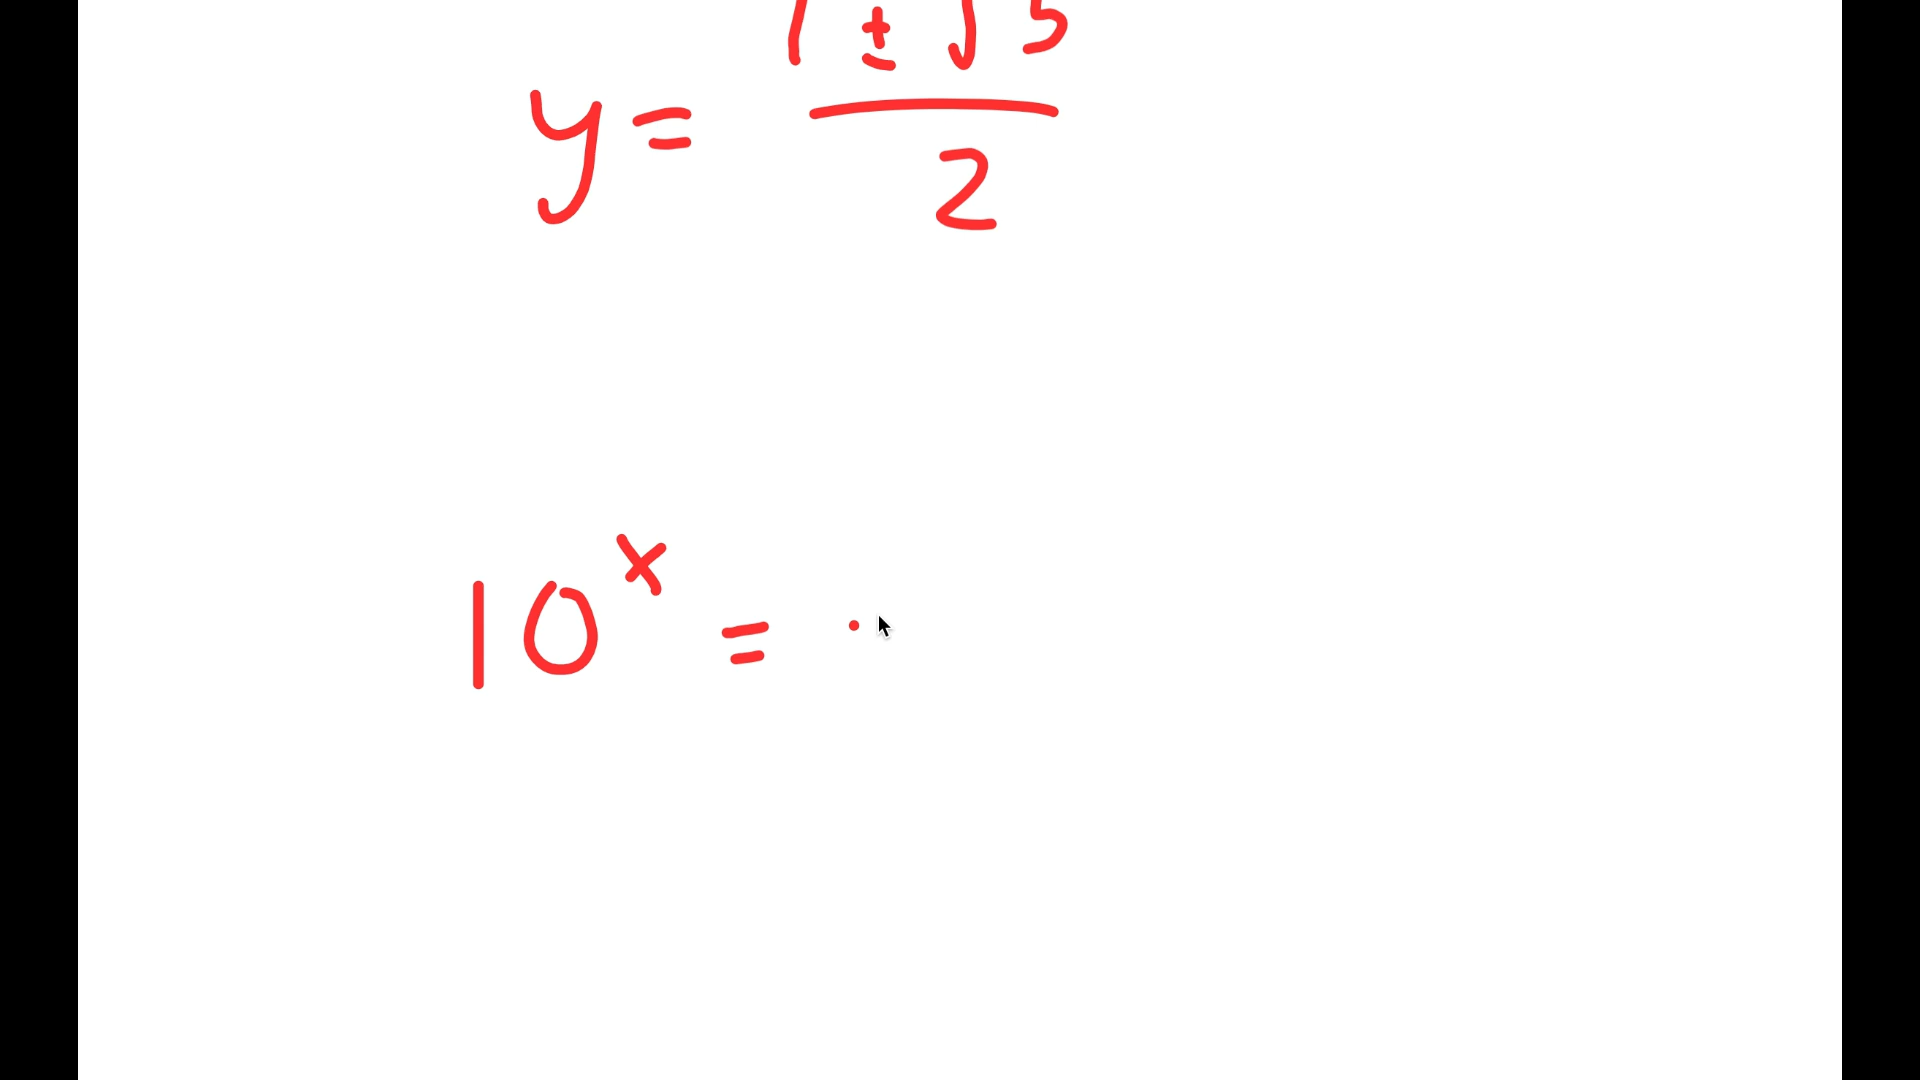 y = (1 ± √5) / 2
10^x = .